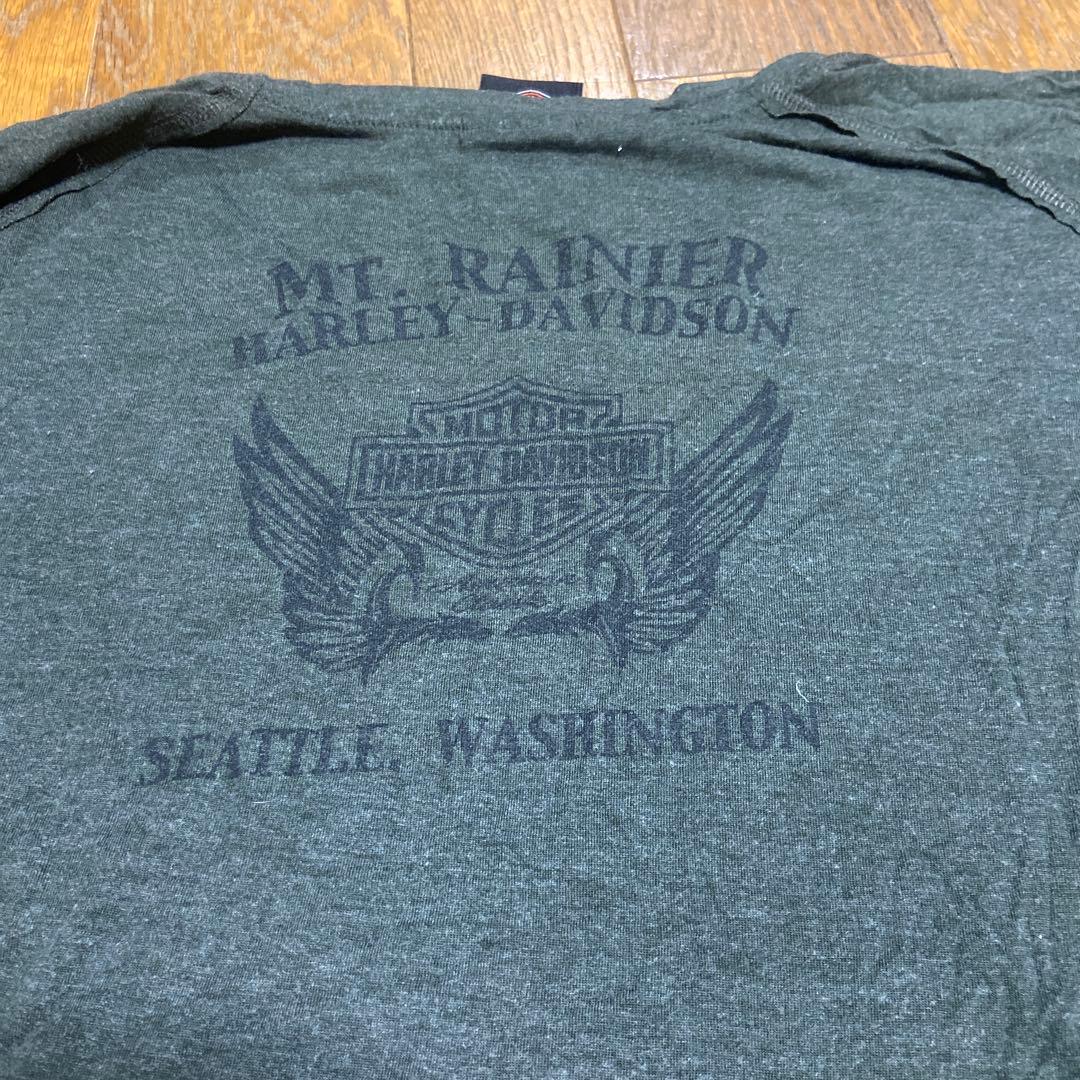 MT. RAINIER
HARLEY-DAVIDSON
MOTOR
HARLEY-DAVIDSON
CYCLES
SEATTLE, WASHINGTON